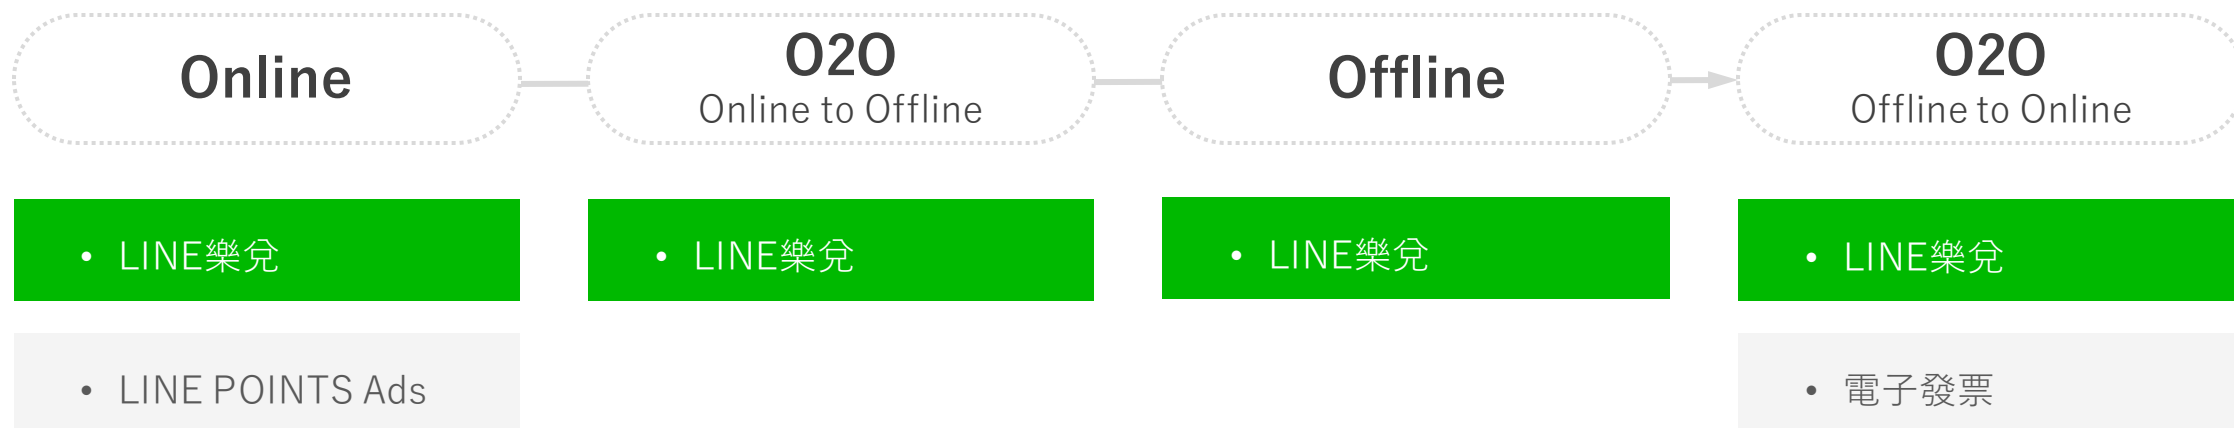 Online
O2O
Online to Offline
Offline
O2O
Offline to Online
• LINE樂兌
• LINE樂兌
• LINE樂兌
• LINE樂兌
• LINE POINTS Ads
• 電子發票